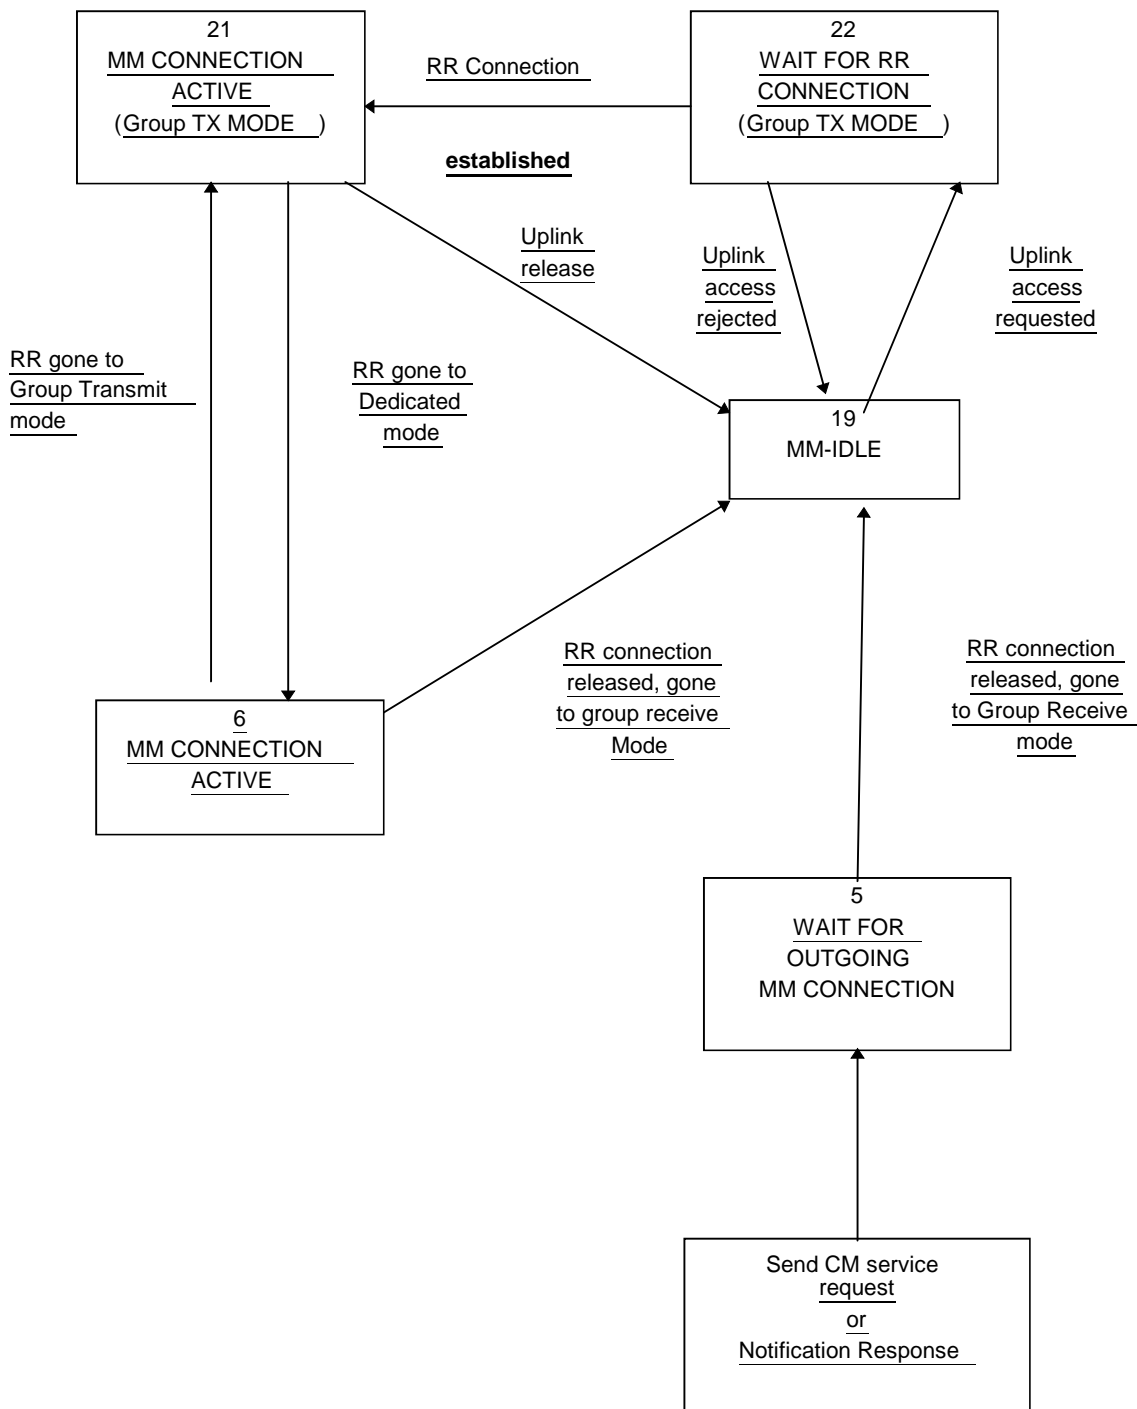 21
MM CONNECTION
ACTIVE
(Group TX MODE )
RR Connection
established
22
WAIT FOR RR
CONNECTION
(Group TX MODE )
Uplink
release
Uplink
access
rejected
Uplink
access
requested
RR gone to
Group Transmit
mode
RR gone to
Dedicated
mode
19
MM-IDLE
RR connection
released, gone
to group receive
Mode
RR connection
released, gone
to Group Receive
mode
6
MM CONNECTION
ACTIVE
5
WAIT FOR
OUTGOING
MM CONNECTION
Send CM service
request
or
Notification Response